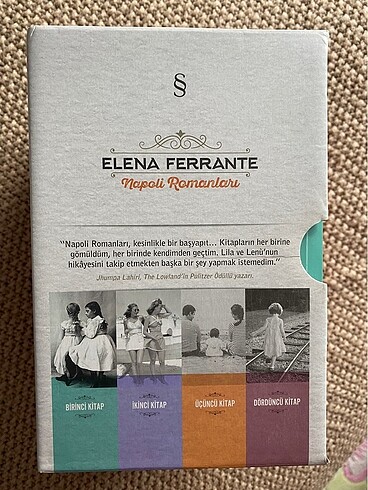 §
ELENA FERRANTE
Napoli Romanları
“Napoli Romanları, kesinlikle bir başyapıt... Kitapların her birine
gömüldüm, her birinde kendimden geçtim. Lila ve Lenù’nun
hikâyesini takip etmekten başka bir şey yapmak istemedim.”
Jhumpa Lahiri, The Lowland’in Pulitzer Ödüllü yazarı.
BİRİNCİ KİTAP
İKİNCİ KİTAP
ÜÇÜNCÜ KİTAP
DÖRDÜNCÜ KİTAP